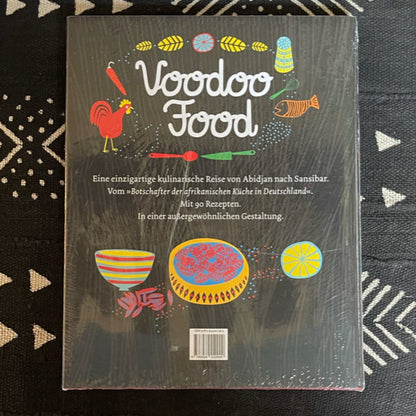 Voodoo
Food
Eine einzigartige kulinarische Reise von Abidjan nach Sansibar.
Vom »Botschafter der afrikanischen Küche in Deutschland«.
Mit 90 Rezepten.
In einer außergewöhnlichen Gestaltung.